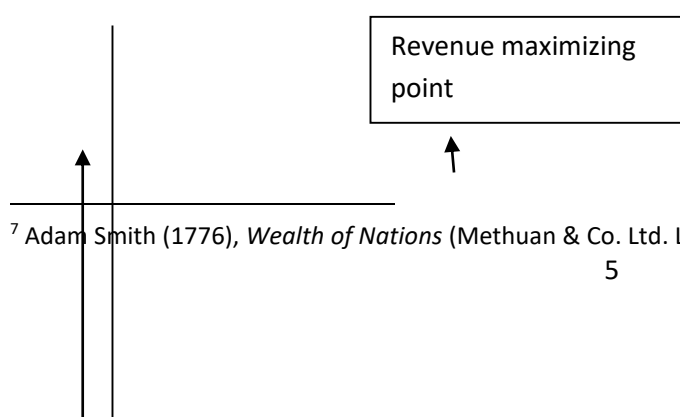 Revenue maximizing
point
7 Adam Smith (1776), Wealth of Nations (Methuan & Co. Ltd. L
5